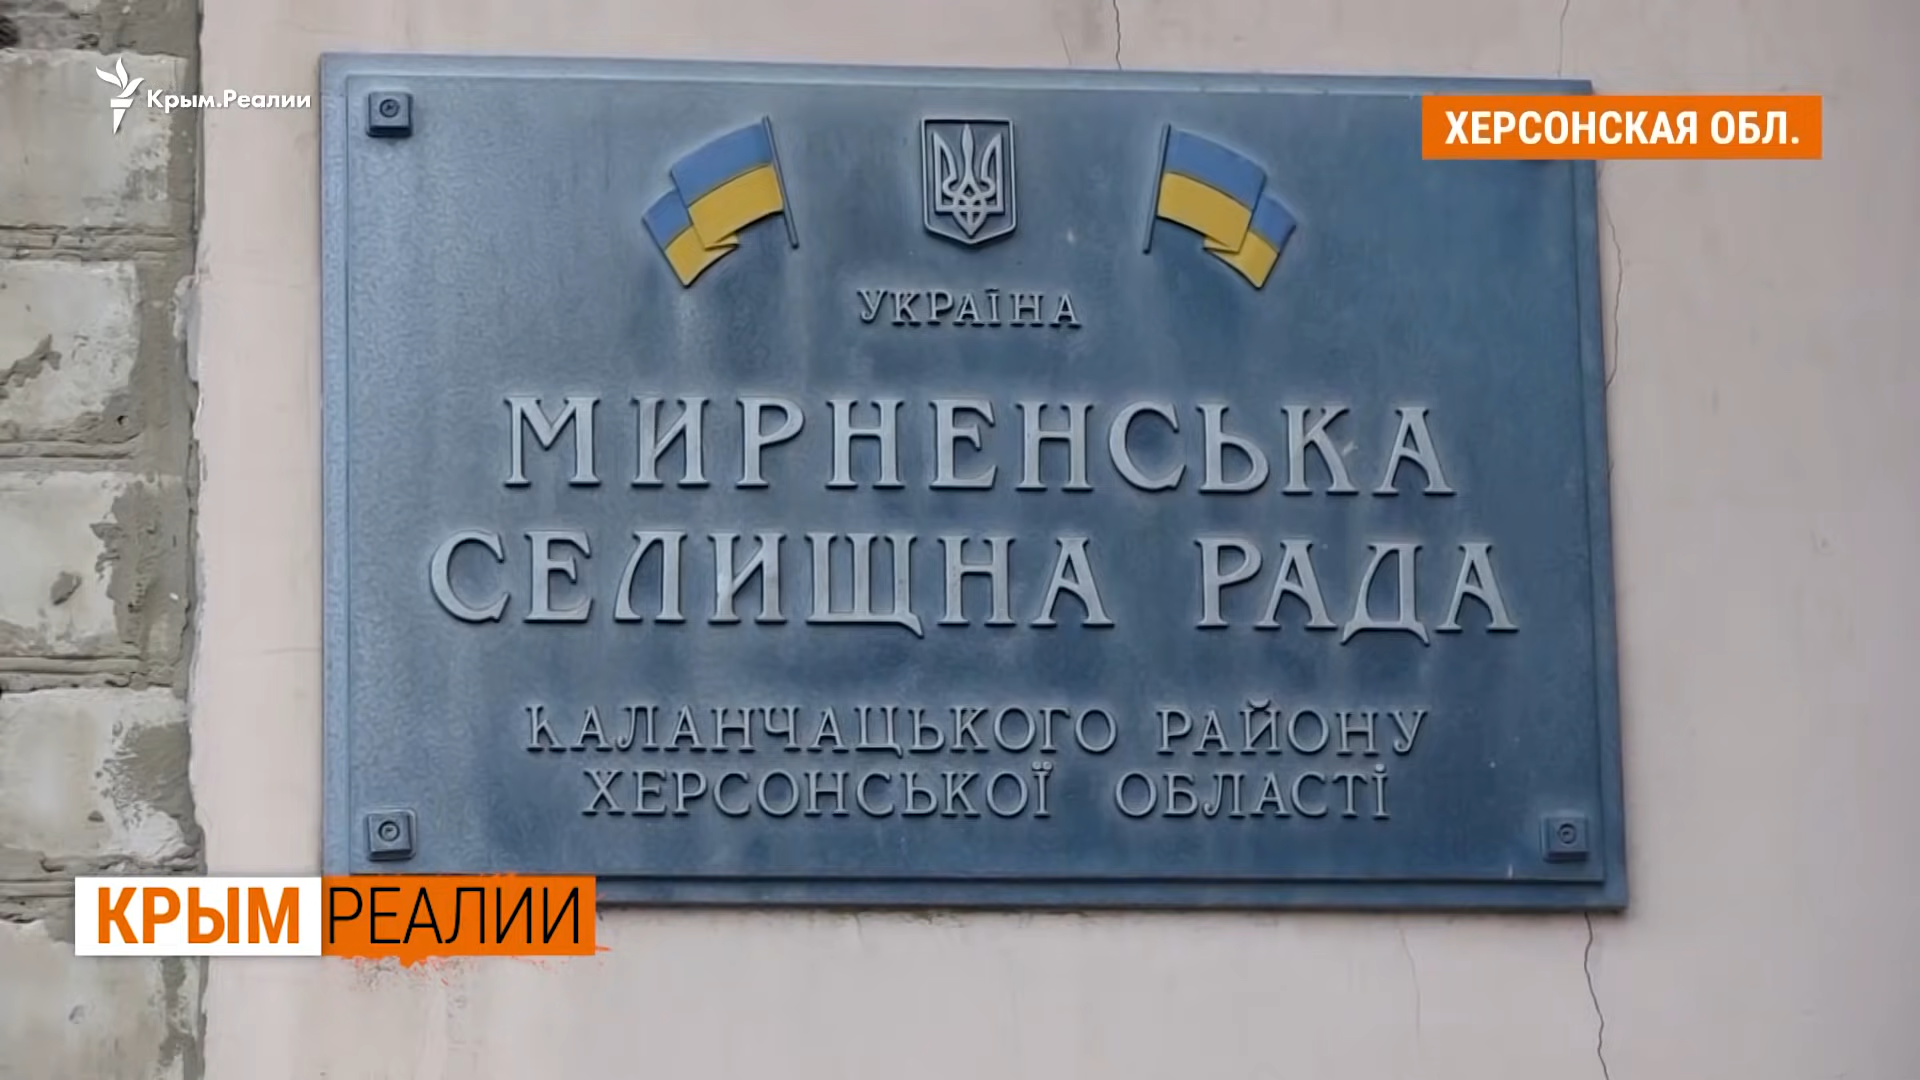 Крым.Реалии
ХЕРСОНСКАЯ ОБЛ.
УКРАЇНА
МИРНЕНСЬКА
СЕЛИЩНА РАДА
КАЛАНЧАЦЬКОГО РАЙОНУ
ХЕРСОНСЬКОЇ ОБЛАСТІ
КРЫМ РЕАЛИИ